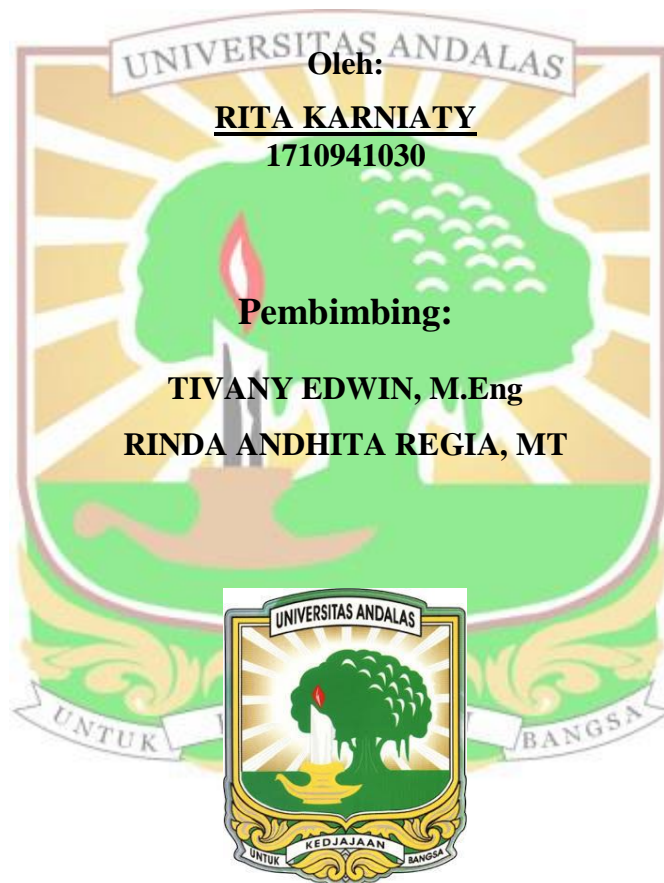 UNIVERSITAS ANDALAS
Oleh:
RITA KARNIATY
1710941030
Pembimbing:
TIVANY EDWIN, M.Eng
RINDA ANDHITA REGIA, MT
UNIVERSITAS ANDALAS
UNTUK BANGSA
UNTUK KEDJAJAAN BANGSA